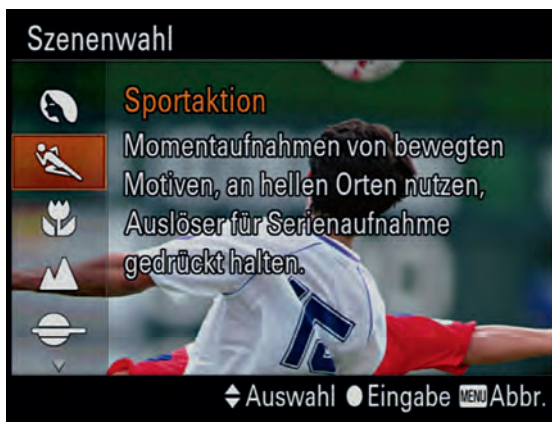 Szenenwahl
Sportaktion
Momentaufnahmen von bewegten
Motiven, an hellen Orten nutzen,
Auslöser für Serienaufnahme
gedrückt halten.
Auswahl Eingabe MENU Abbr.